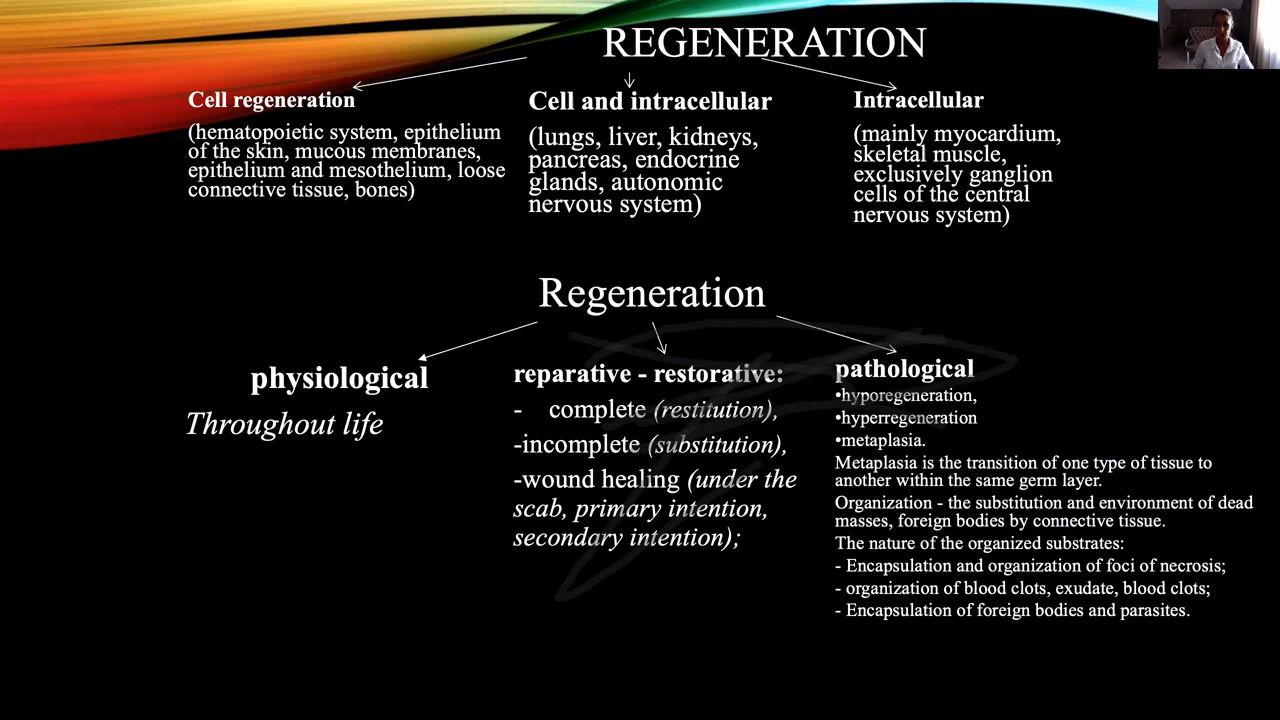 REGENERATION
Cell regeneration
(hematopoietic system, epithelium
of the skin, mucous membranes,
epithelium and mesothelium, loose
connective tissue, bones)
Cell and intracellular
(lungs, liver, kidneys,
pancreas, endocrine
glands, autonomic
nervous system)
Intracellular
(mainly myocardium,
skeletal muscle,
exclusively ganglion
cells of the central
nervous system)
Regeneration
physiological
Throughout life
reparative - restorative:
- complete (restitution),
-incomplete (substitution),
-wound healing (under the
scab, primary intention,
secondary intention);
pathological
•hyporegeneration,
•hyperregeneration
•metaplasia.
Metaplasia is the transition of one type of tissue to
another within the same germ layer.
Organization - the substitution and environment of dead
masses, foreign bodies by connective tissue.
The nature of the organized substrates:
- Encapsulation and organization of foci of necrosis;
- organization of blood clots, exudate, blood clots;
- Encapsulation of foreign bodies and parasites.